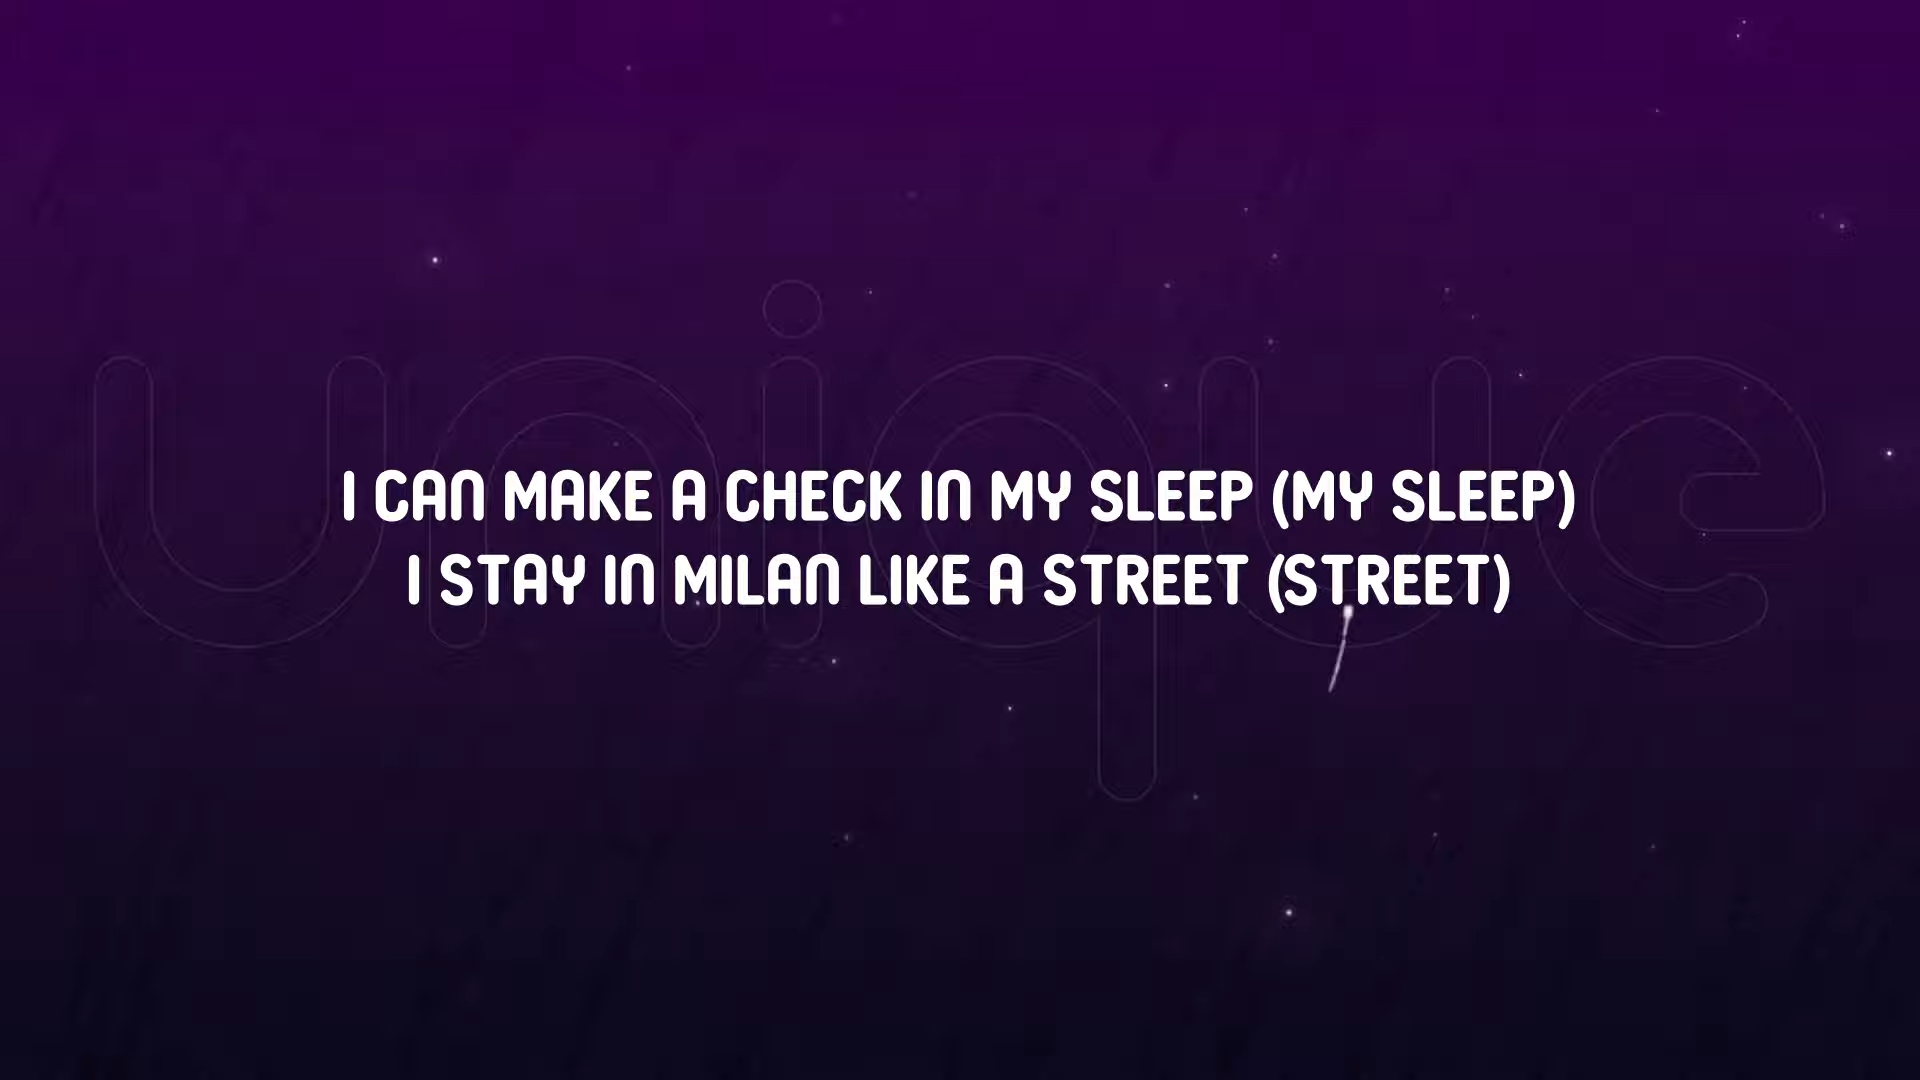 unique
I CAN MAKE A CHECK IN MY SLEEP (MY SLEEP)
I STAY IN MILAN LIKE A STREET (STREET)